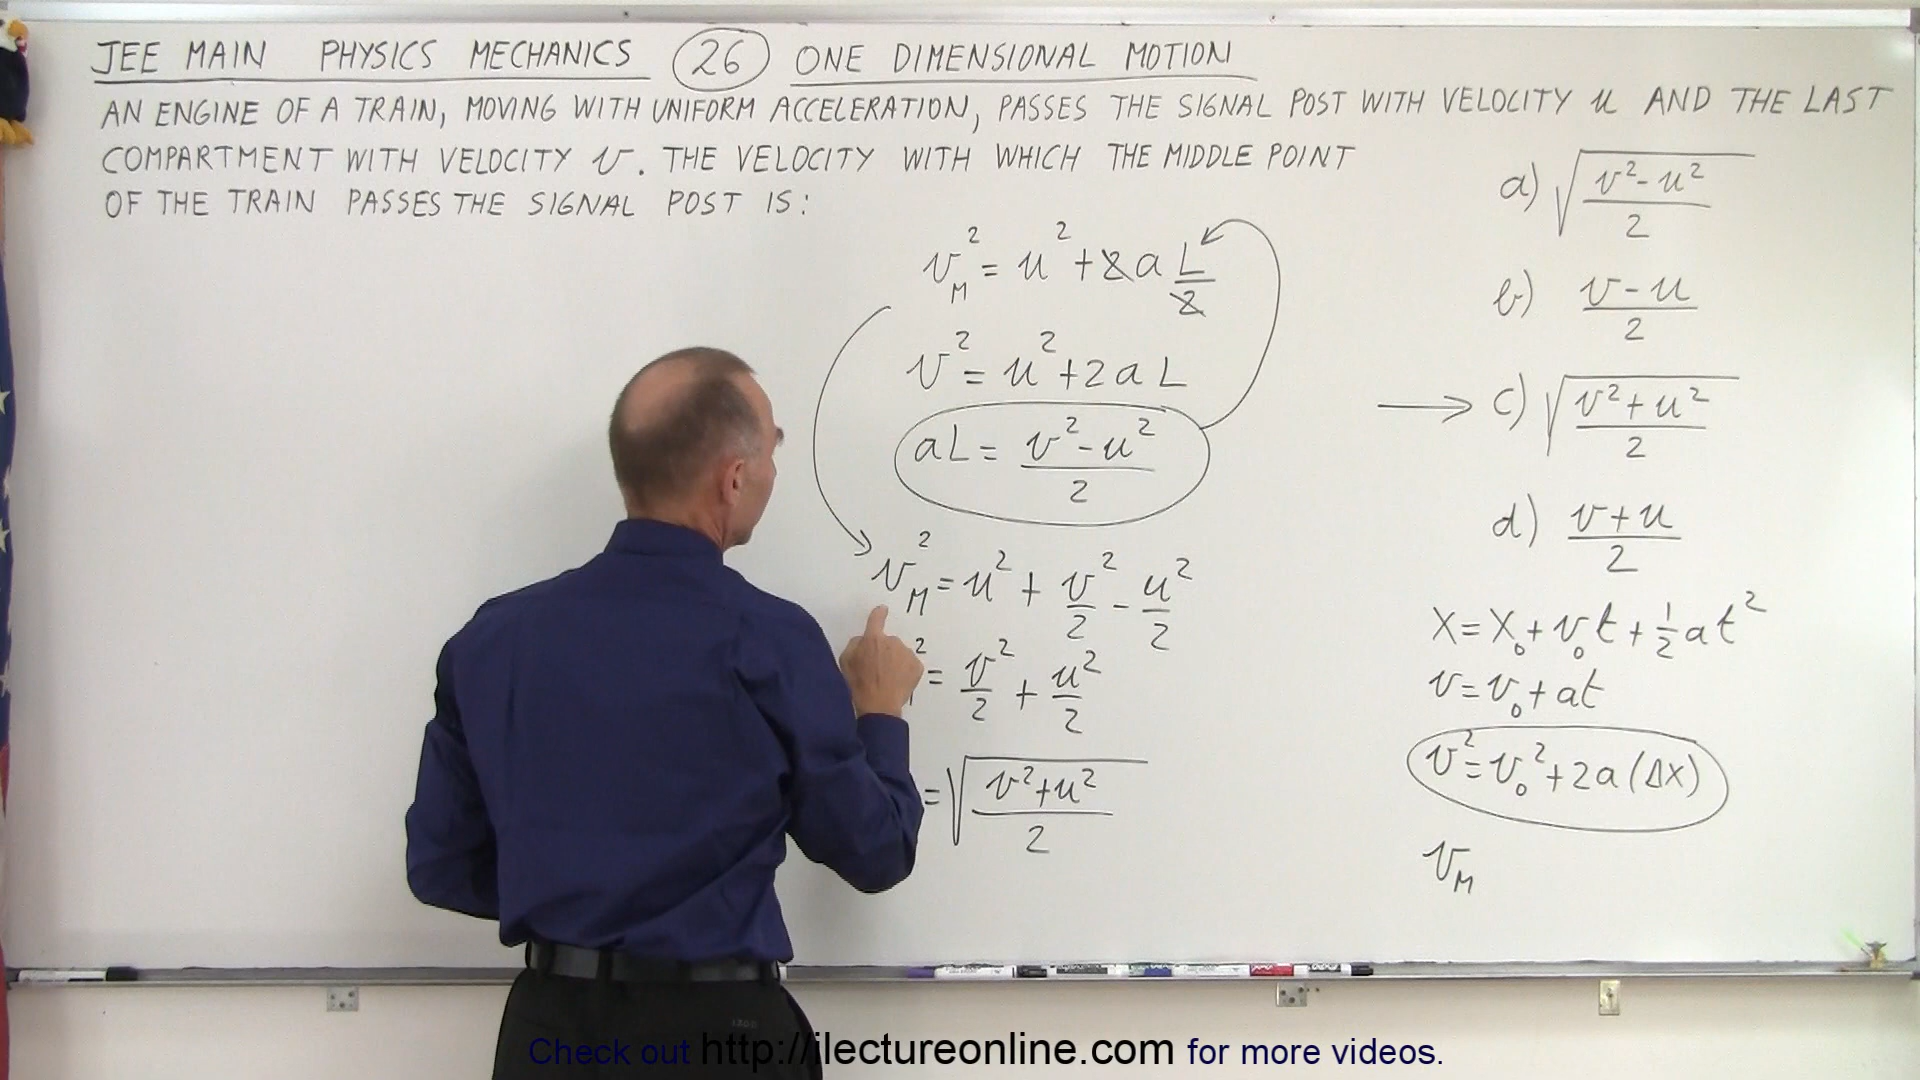 JEE MAIN PHYSICS MECHANICS 26 ONE DIMENSIONAL MOTION
AN ENGINE OF A TRAIN, MOVING WITH UNIFORM ACCELERATION, PASSES THE SIGNAL POST WITH VELOCITY u AND THE LAST
COMPARTMENT WITH VELOCITY v. THE VELOCITY WITH WHICH THE MIDDLE POINT
OF THE TRAIN PASSES THE SIGNAL POST IS:
v_M² = u² + 2a L/2
v² = u² + 2aL
aL = (v² - u²)/2
v_M² = u² + v²/2 - u²/2
² = v²/2 + u²/2
= √((v² + u²)/2)
a) √((v² - u²)/2)
b) (v - u)/2
→ c) √((v² + u²)/2)
d) (v + u)/2
X = X₀ + v₀t + ½at²
v = v₀ + at
v² = v₀² + 2a(ΔX)
v_M
Check out http://ilectureonline.com for more videos.